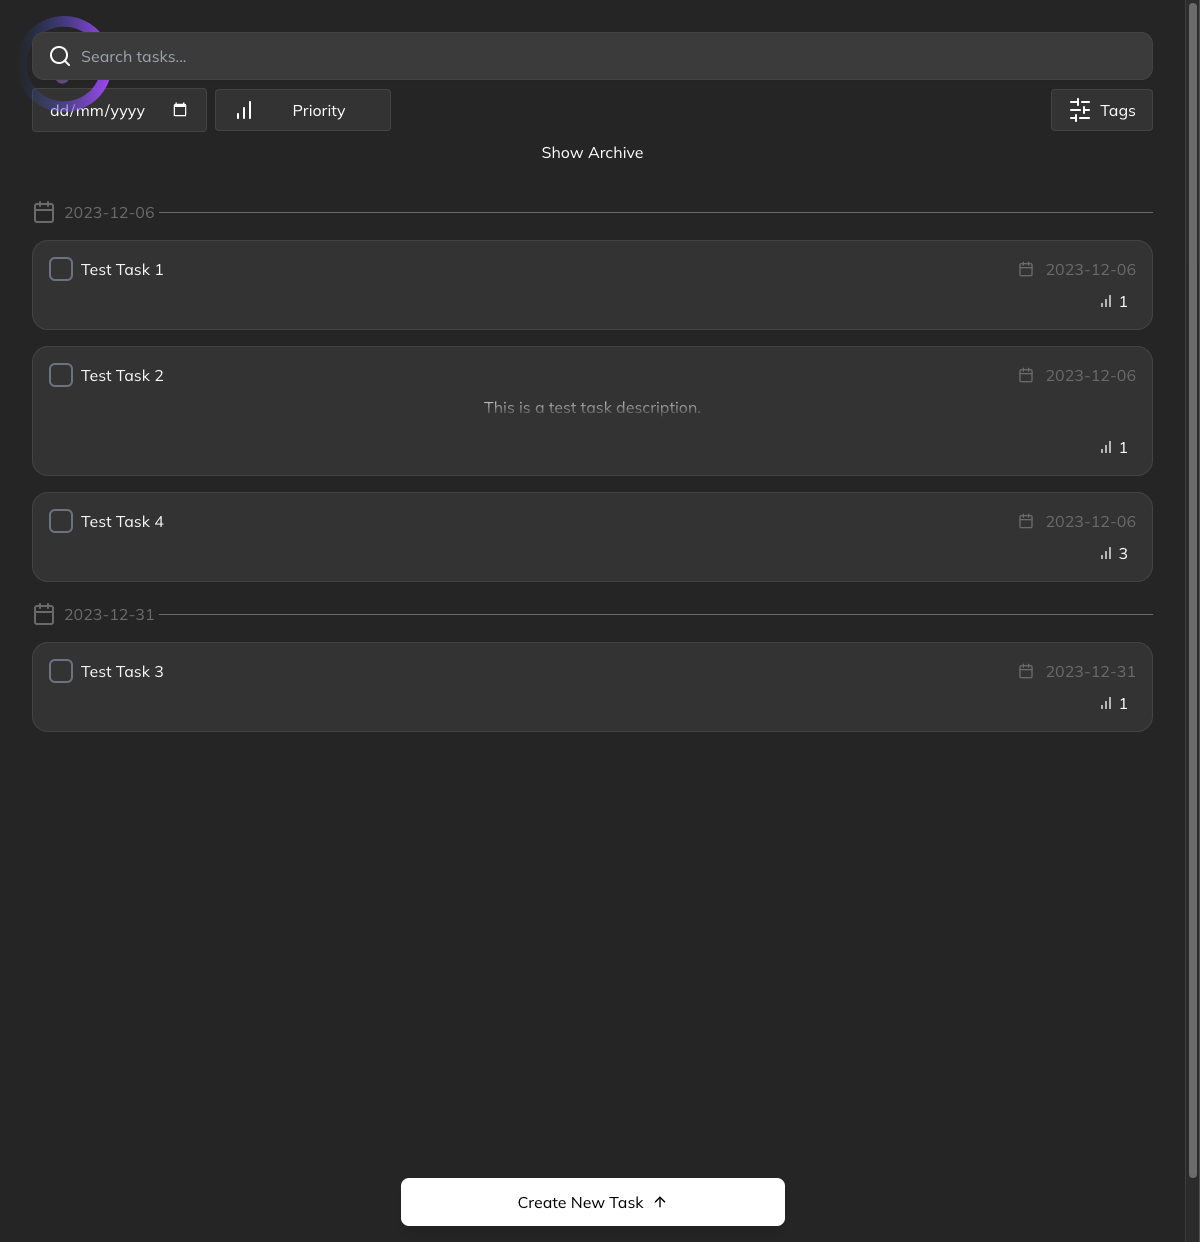 Search tasks...
dd/mm/yyyy Priority Tags
Show Archive
2023-12-06
Test Task 1 2023-12-06
1
Test Task 2 2023-12-06
This is a test task description.
1
Test Task 4 2023-12-06
3
2023-12-31
Test Task 3 2023-12-31
1
Create New Task